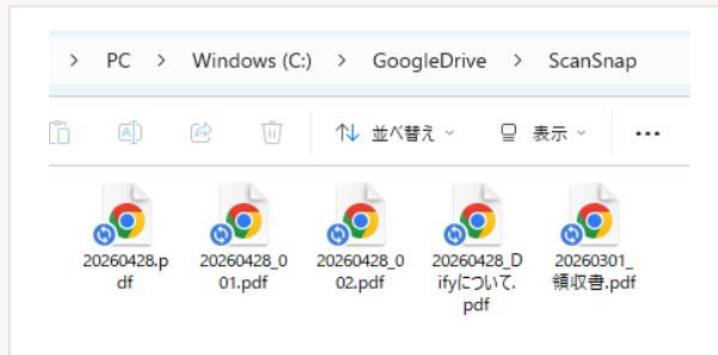 > PC > Windows (C:) > GoogleDrive > ScanSnap
並べ替え 表示 •••
20260428.p
df
20260428_0
01.pdf
20260428_0
02.pdf
20260428_D
ifyについて.
pdf
20260301_
領収書.pdf